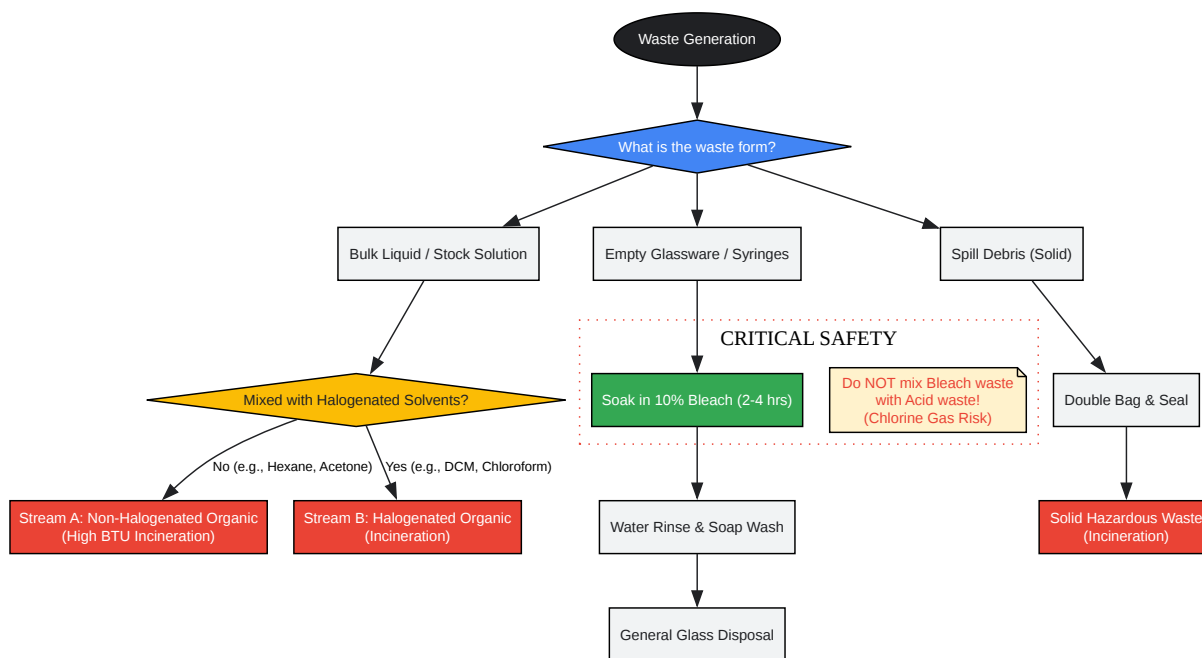 Waste Generation
What is the waste form?
Bulk Liquid / Stock Solution
Empty Glassware / Syringes
Spill Debris (Solid)
CRITICAL SAFETY
Mixed with Halogenated Solvents?
Soak in 10% Bleach (2-4 hrs)
Do NOT mix Bleach waste
with Acid waste!
(Chlorine Gas Risk)
Double Bag & Seal
No (e.g., Hexane, Acetone)
Yes (e.g., DCM, Chloroform)
Stream A: Non-Halogenated Organic
(High BTU Incineration)
Stream B: Halogenated Organic
(Incineration)
Water Rinse & Soap Wash
Solid Hazardous Waste
(Incineration)
General Glass Disposal